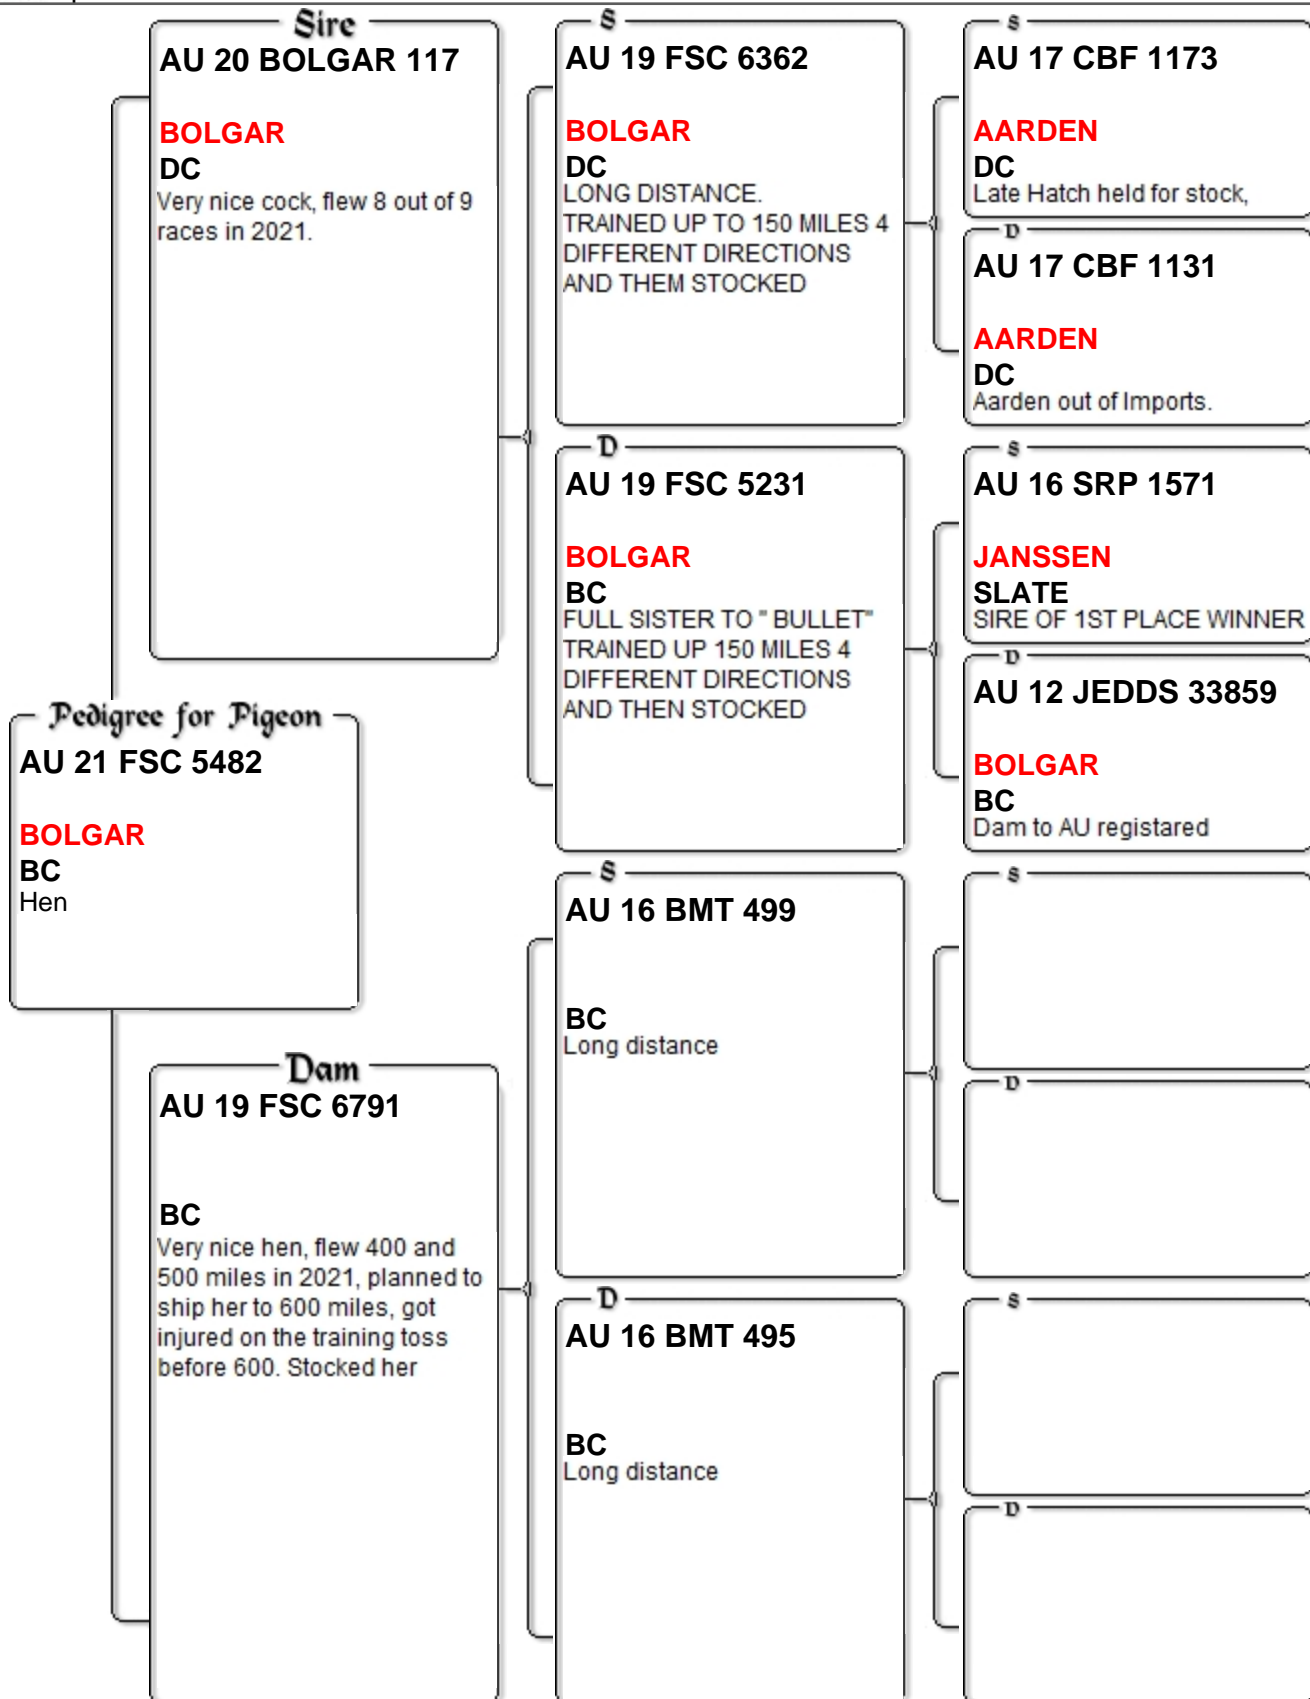 Sire
AU 20 BOLGAR 117
BOLGAR
DC
Very nice cock, flew 8 out of 9
races in 2021.
S
AU 19 FSC 6362
BOLGAR
DC
LONG DISTANCE.
TRAINED UP TO 150 MILES 4
DIFFERENT DIRECTIONS
AND THEM STOCKED
S
AU 17 CBF 1173
AARDEN
DC
Late Hatch held for stock,
D
AU 17 CBF 1131
AARDEN
DC
Aarden out of Imports.
D
AU 19 FSC 5231
BOLGAR
BC
FULL SISTER TO " BULLET"
TRAINED UP 150 MILES 4
DIFFERENT DIRECTIONS
AND THEN STOCKED
S
AU 16 SRP 1571
JANSSEN
SLATE
SIRE OF 1ST PLACE WINNER
D
AU 12 JEDDS 33859
BOLGAR
BC
Dam to AU registared
Pedigree for Pigeon
AU 21 FSC 5482
BOLGAR
BC
Hen
Dam
AU 19 FSC 6791
BC
Very nice hen, flew 400 and
500 miles in 2021, planned to
ship her to 600 miles, got
injured on the training toss
before 600. Stocked her
S
AU 16 BMT 499
BC
Long distance
S
D
D
AU 16 BMT 495
BC
Long distance
S
D